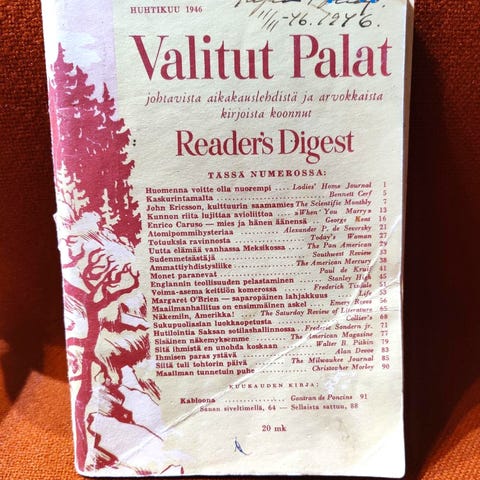 HUHTIKUU 1946
11/11-46. 1946.
Valitut Palat
johtavista aikakauslehdistä ja arvokkaista
kirjoista koonnut
Reader's Digest
TÄSSÄ NUMEROSSA:
Huomenna voitte olla nuorempi .... Ladies' Home Journal 1
Kaskurintamalta .... Bennett Cerf 5
John Ericsson, kulttuurin saamamies The Scientific Monthly 7
Kunnon riita lujittaa avioliittoa .... »When You Marry» 13
Enrico Caruso — mies ja hänen äänensä .... George Kent 16
Atomipommihysteriaa .... Alexander P. de Seversky 21
Totuuksia ravinnosta .... Today's Woman 27
Uutta elämää vanhassa Meksikossa .... The Pan American 29
Sudenmetsästäjä .... Southwest Review 33
Ammattiyhdistysliike .... The American Mercury 38
Monet paranevat .... Paul de Kruif 41
Englannin teollisuuden pelastaminen .... Stanley High 45
Voima-asema keittiön komerossa .... Frederick Tisdale 51
Margaret O'Brien — saparopäinen lahjakkuus .... Life 53
Maailmanhallitus on ensimmäinen askel .... Emery Reves 56
Näkemiin, Amerikka! .... The Saturday Review of Literature 65
Sukupuoliasian luokkaopetusta .... Collier's 68
Hutilointia Saksan sotilashallinnossa .... Frederic Sondern jr. 71
Sisäinen näkemyksemme .... The American Magazine 77
Sitä ihmistä en unohda koskaan .... Walter B. Pitkin 79
Ihmisen paras ystävä .... Alan Devoe 83
Siitä tuli tohtorin päivä .... The Milwaukee Journal 85
Maailman tunnetuin puhe .... Christopher Morley 90
KUUKAUDEN KIRJA:
Kabloona .... Gontran de Poncins 91
Sanan siveltimellä, 64 — Sellaista sattuu, 88
20 mk